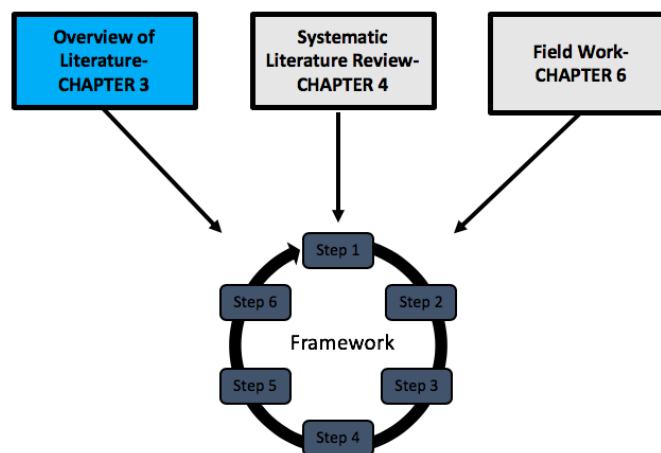 Overview of
Literature-
CHAPTER 3
Systematic
Literature Review-
CHAPTER 4
Field Work-
CHAPTER 6
Step 1
Step 6
Step 2
Framework
Step 5
Step 3
Step 4